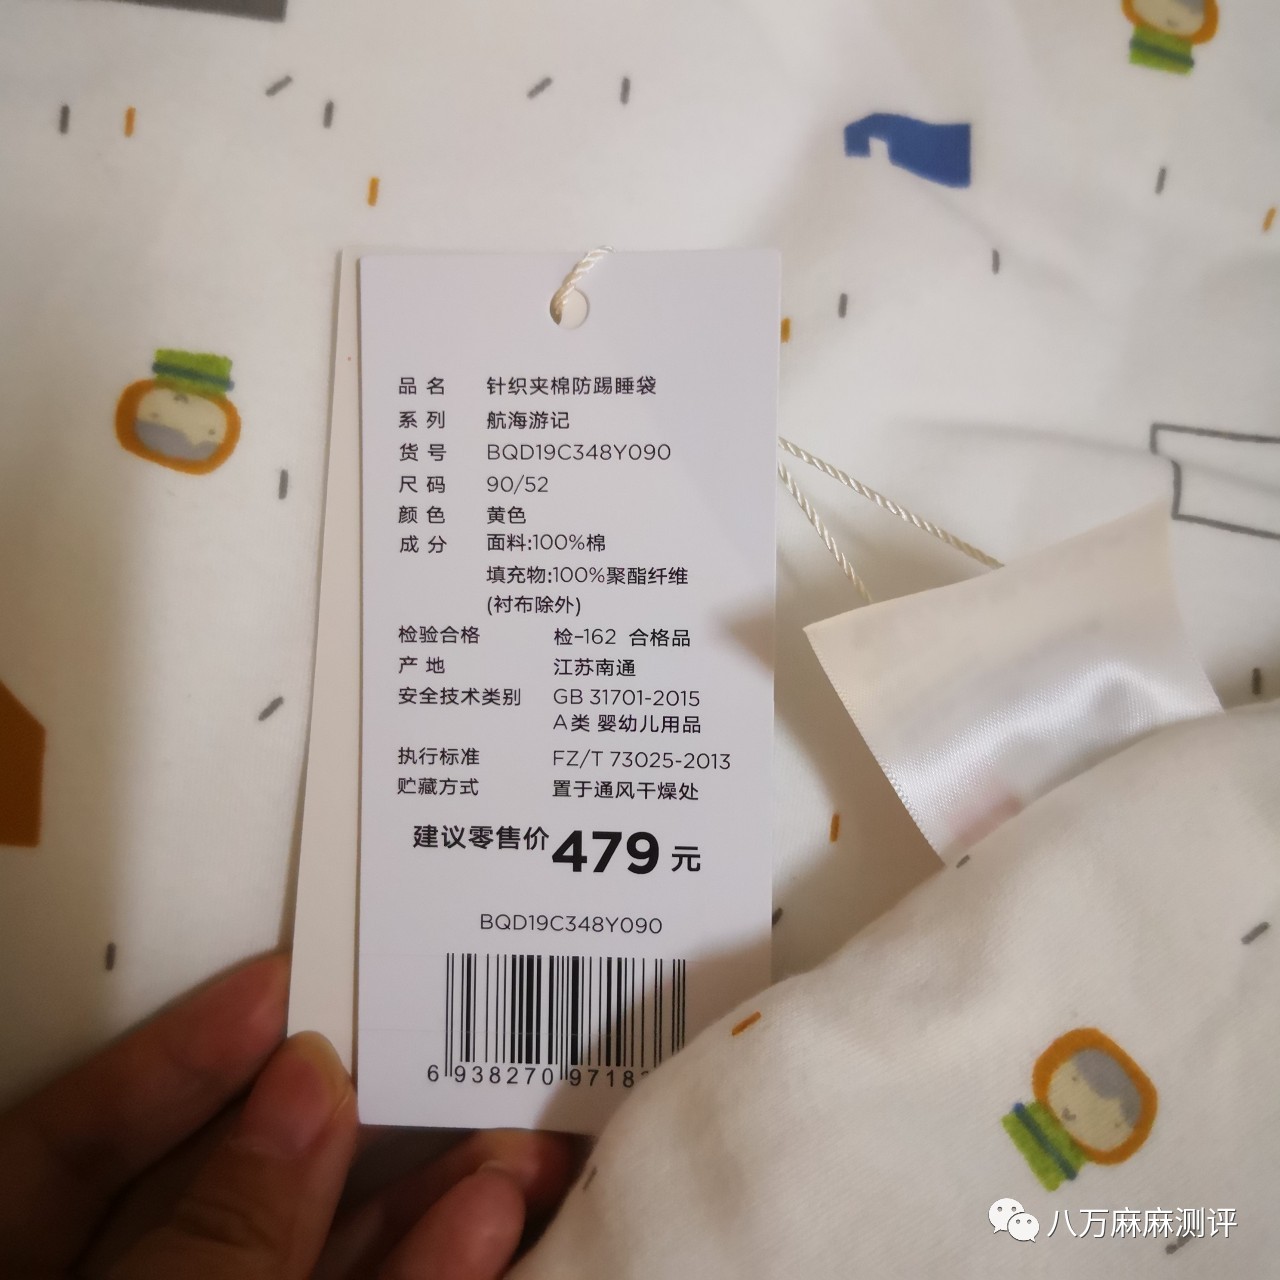 品 名 针织夹棉防踢睡袋
系 列 航海游记
货 号 BQD19C348Y090
尺 码 90/52
颜 色 黄色
成 分 面料:100%棉
填充物:100%聚酯纤维
(衬布除外)
检验合格 检-162 合格品
产 地 江苏南通
安全技术类别 GB 31701-2015
A类 婴幼儿用品
执行标准 FZ/T 73025-2013
贮藏方式 置于通风干燥处
建议零售价 479 元
BQD19C348Y090
6 938270 9718
八万麻麻测评